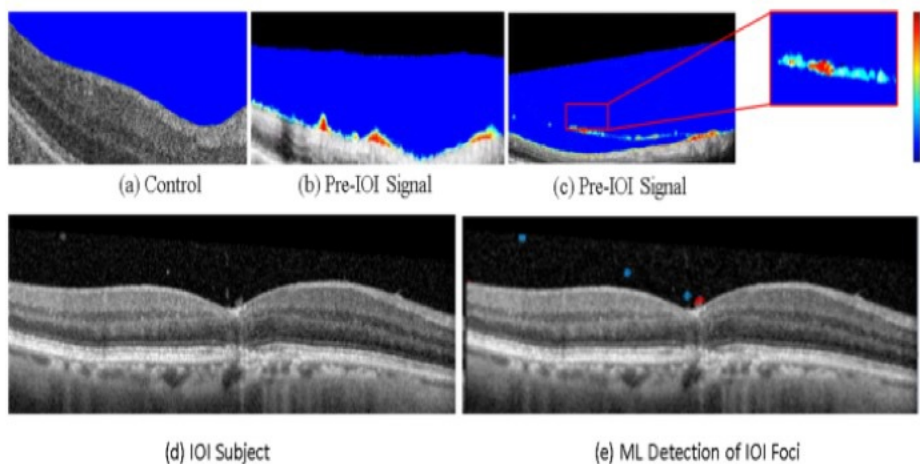 (a) Control
(b) Pre-IOI Signal
(c) Pre-IOI Signal
(d) IOI Subject
(e) ML Detection of IOI Foci